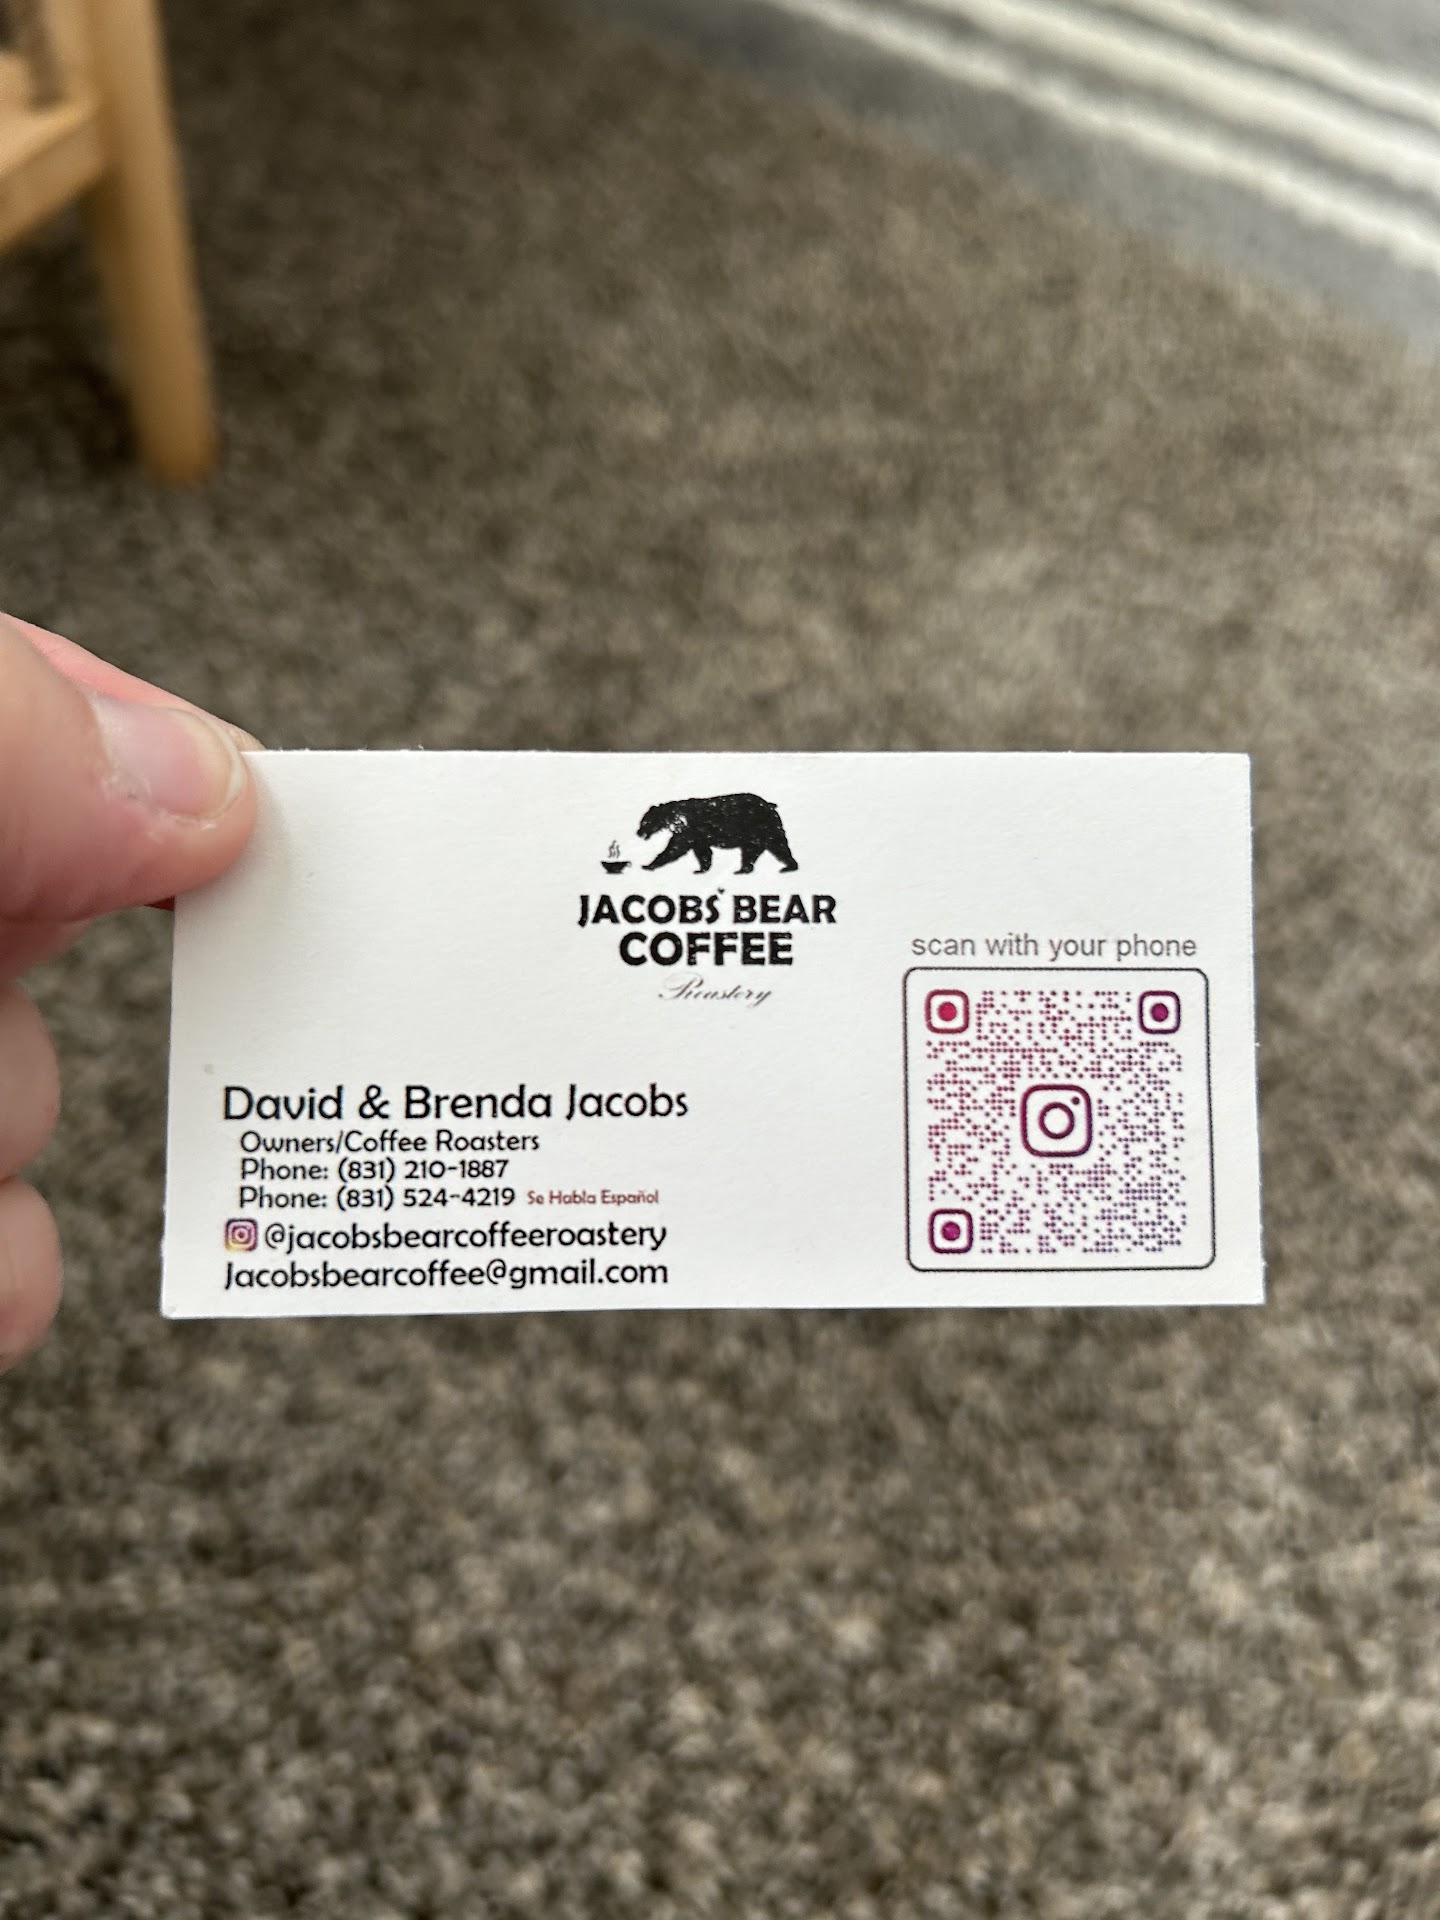 JACOBS' BEAR
COFFEE
Roastery
scan with your phone
David & Brenda Jacobs
Owners/Coffee Roasters
Phone: (831) 210-1887
Phone: (831) 524-4219 Se Habla Español
@jacobsbearcoffeeroastery
Jacobsbearcoffee@gmail.com